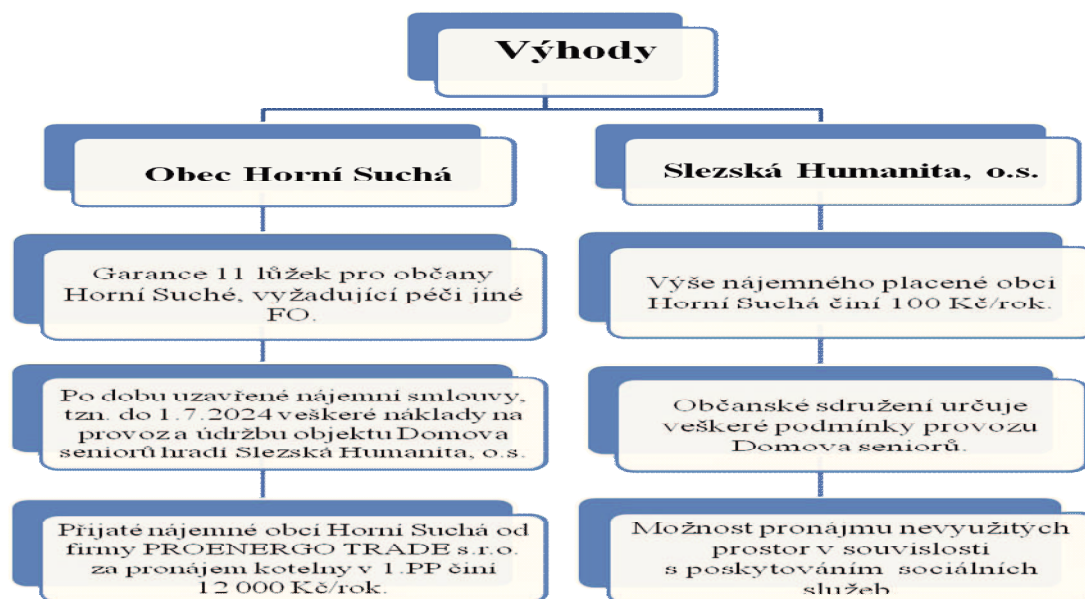 Výhody
Obec Horní Suchá
Slezská Humanita, o.s.
Garance 11 lůžek pro občany
Horní Suché, vyžadující péči jiné
FO.
Výše nájemného placené obci
Horní Suchá činí 100 Kč/rok.
Po dobu uzavřené nájemní smlouvy,
tzn. do 1.7.2024 veškeré náklady na
provoz a údržbu objektu Domova
seniorů hradí Slezská Humanita, o.s.
Občanské sdružení určuje
veškeré podmínky provozu
Domova seniorů.
Přijaté nájemné obcí Horní Suchá od
firmy PROENERGO TRADE s.r.o.
za pronájem kotelny v 1.PP činí
12 000 Kč/rok.
Možnost pronájmu nevyužitých
prostor v souvislosti
s poskytováním sociálních
služeb